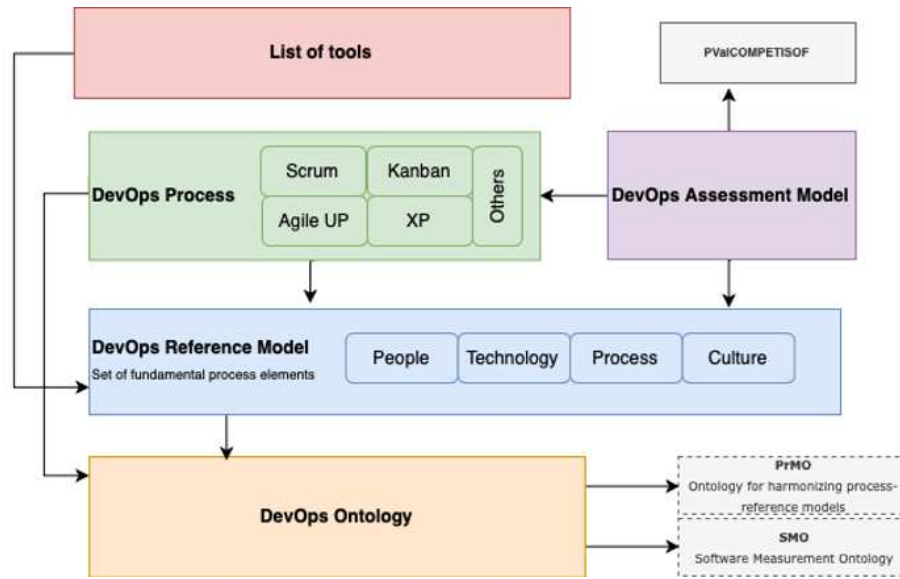 List of tools
PValCOMPETISOF
DevOps Process
Scrum
Kanban
Agile UP
XP
Others
DevOps Assessment Model
DevOps Reference Model
Set of fundamental process elements
People
Technology
Process
Culture
DevOps Ontology
PrMO
Ontology for harmonizing process-
reference models
SMO
Software Measurement Ontology